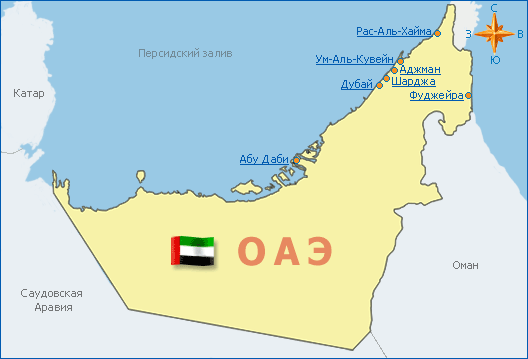 С
Рас-Аль-Хайма
З
В
Персидский залив
Ум-Аль-Кувейн
Ю
Аджман
Шарджа
Дубай
Катар
Фуджейра
Абу Даби
ОАЭ
Оман
Саудовская
Аравия